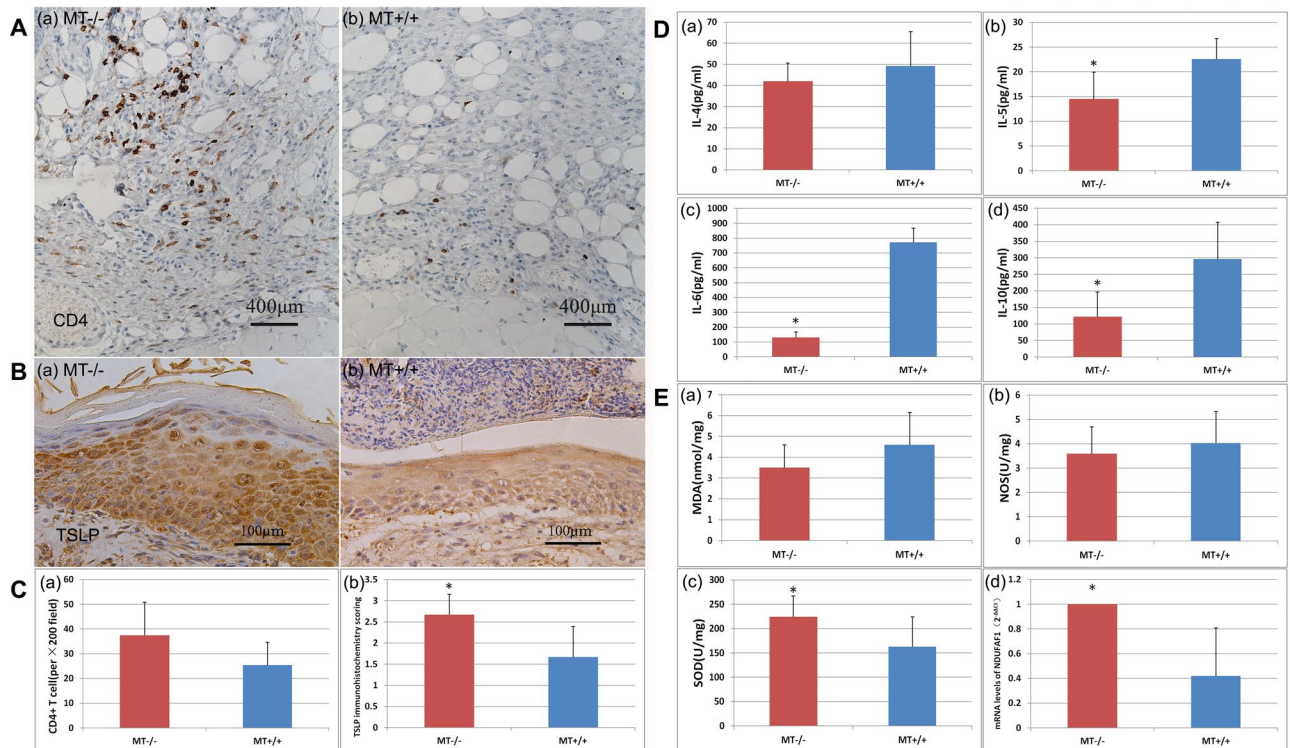 A
(a) MT-/-
CD4
400μm
(b) MT+/+
400μm
B
(a) MT-/-
TSLP
100μm
(b) MT+/+
100μm
C
(a)
CD4+ T cell(per ×200 field)
60
50
40
30
20
10
0
MT-/-
MT+/+
(b)
TSLP immunohistochemistry scoring
3.5
3
2.5
2
1.5
1
0.5
0
*
MT-/-
MT+/+
D
(a)
IL-4(pg/ml)
70
60
50
40
30
20
10
0
MT-/-
MT+/+
(b)
IL-5(pg/ml)
30
25
20
15
10
5
0
*
MT-/-
MT+/+
(c)
IL-6(pg/ml)
1000
900
800
700
600
500
400
300
200
100
0
*
MT-/-
MT+/+
(d)
IL-10(pg/ml)
450
400
350
300
250
200
150
100
50
0
*
MT-/-
MT+/+
E
(a)
MDA(nmol/mg)
7
6
5
4
3
2
1
0
MT-/-
MT+/+
(b)
NOS(U/mg)
6
5
4
3
2
1
0
MT-/-
MT+/+
(c)
SOD(U/mg)
300
250
200
150
100
50
0
*
MT-/-
MT+/+
(d)
mRNA levels of NDUFAF1 (2-ΔΔCt)
1.2
1
0.8
0.6
0.4
0.2
0
*
MT-/-
MT+/+